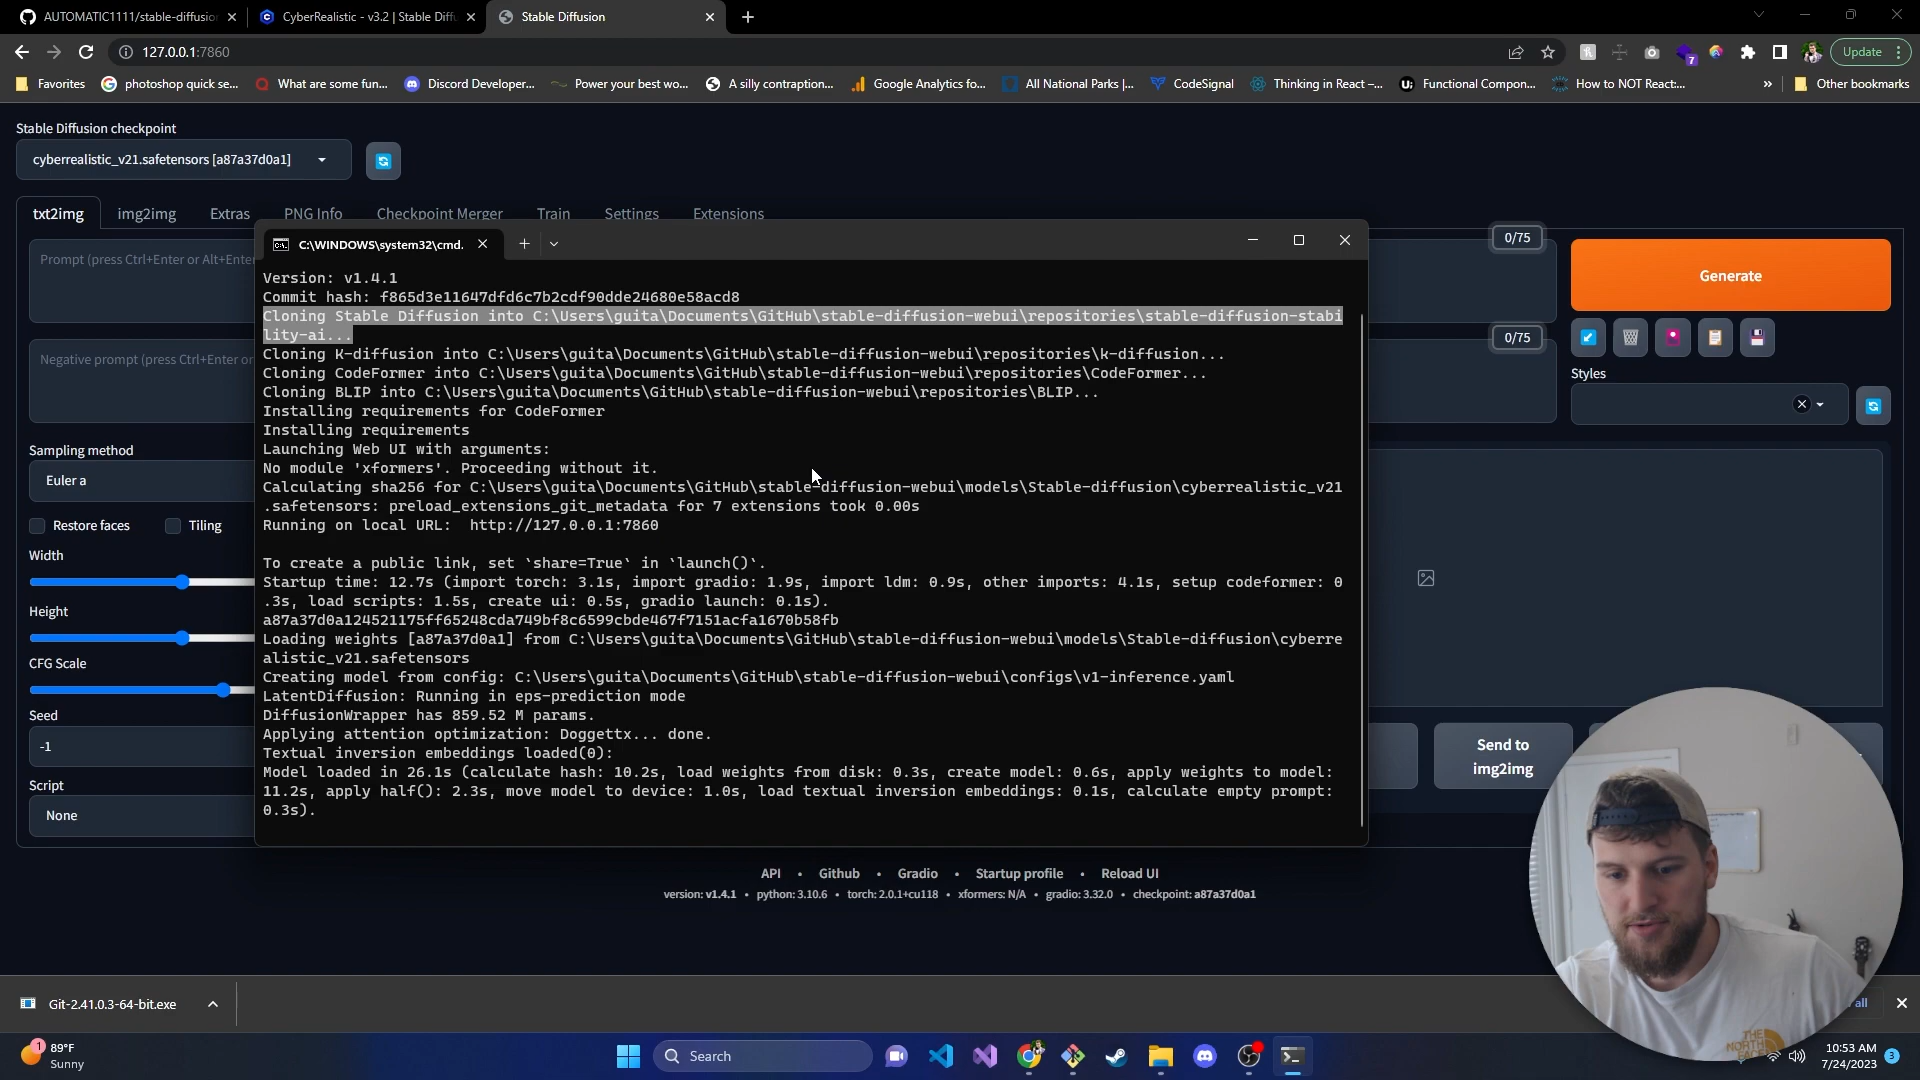 AUTOMATIC1111/stable-diffusion
CyberRealistic - v3.2 | Stable Diffu
Stable Diffusion
127.0.0.1:7860
7
Update
Favorites
photoshop quick se...
What are some fun...
Discord Developer...
Power your best wo...
A silly contraption...
Google Analytics fo...
All National Parks |...
CodeSignal
Thinking in React –...
Functional Compon...
How to NOT React:...
»
Other bookmarks
Stable Diffusion checkpoint
cyberrealistic_v21.safetensors [a87a37d0a1]
txt2img
img2img
Extras
PNG Info
Checkpoint Merger
Train
Settings
Extensions
Prompt (press Ctrl+Enter or Alt+Ente
0/75
Generate
Negative prompt (press Ctrl+Enter or
0/75
Styles
C:\WINDOWS\system32\cmd.
Version: v1.4.1
Commit hash: f865d3e11647dfd6c7b2cdf90dde24680e58acd8
Cloning Stable Diffusion into C:\Users\guita\Documents\GitHub\stable-diffusion-webui\repositories\stable-diffusion-stabi
lity-ai...
Cloning K-diffusion into C:\Users\guita\Documents\GitHub\stable-diffusion-webui\repositories\k-diffusion...
Cloning CodeFormer into C:\Users\guita\Documents\GitHub\stable-diffusion-webui\repositories\CodeFormer...
Cloning BLIP into C:\Users\guita\Documents\GitHub\stable-diffusion-webui\repositories\BLIP...
Installing requirements for CodeFormer
Installing requirements
Launching Web UI with arguments:
No module 'xformers'. Proceeding without it.
Calculating sha256 for C:\Users\guita\Documents\GitHub\stable-diffusion-webui\models\Stable-diffusion\cyberrealistic_v21
.safetensors: preload_extensions_git_metadata for 7 extensions took 0.00s
Running on local URL:  http://127.0.0.1:7860
To create a public link, set `share=True` in `launch()`.
Startup time: 12.7s (import torch: 3.1s, import gradio: 1.9s, import ldm: 0.9s, other imports: 4.1s, setup codeformer: 0
.3s, load scripts: 1.5s, create ui: 0.5s, gradio launch: 0.1s).
a87a37d0a124521175ff65248cda749bf8c6599cbde467f7151acfa1670b58fb
Loading weights [a87a37d0a1] from C:\Users\guita\Documents\GitHub\stable-diffusion-webui\models\Stable-diffusion\cyberre
alistic_v21.safetensors
Creating model from config: C:\Users\guita\Documents\GitHub\stable-diffusion-webui\configs\v1-inference.yaml
LatentDiffusion: Running in eps-prediction mode
DiffusionWrapper has 859.52 M params.
Applying attention optimization: Doggettx... done.
Textual inversion embeddings loaded(0):
Model loaded in 26.1s (calculate hash: 10.2s, load weights from disk: 0.3s, create model: 0.6s, apply weights to model:
11.2s, apply half(): 2.3s, move model to device: 1.0s, load textual inversion embeddings: 0.1s, calculate empty prompt:
0.3s).
Sampling method
Euler a
Restore faces
Tiling
Width
Height
CFG Scale
Seed
-1
Script
None
Send to
img2img
API • Github • Gradio • Startup profile • Reload UI
version: v1.4.1 • python: 3.10.6 • torch: 2.0.1+cu118 • xformers: N/A • gradio: 3.32.0 • checkpoint: a87a37d0a1
Git-2.41.0.3-64-bit.exe
all
THE
NORTH
FACE
1
89°F
Sunny
Search
10:53 AM
7/24/2023
3